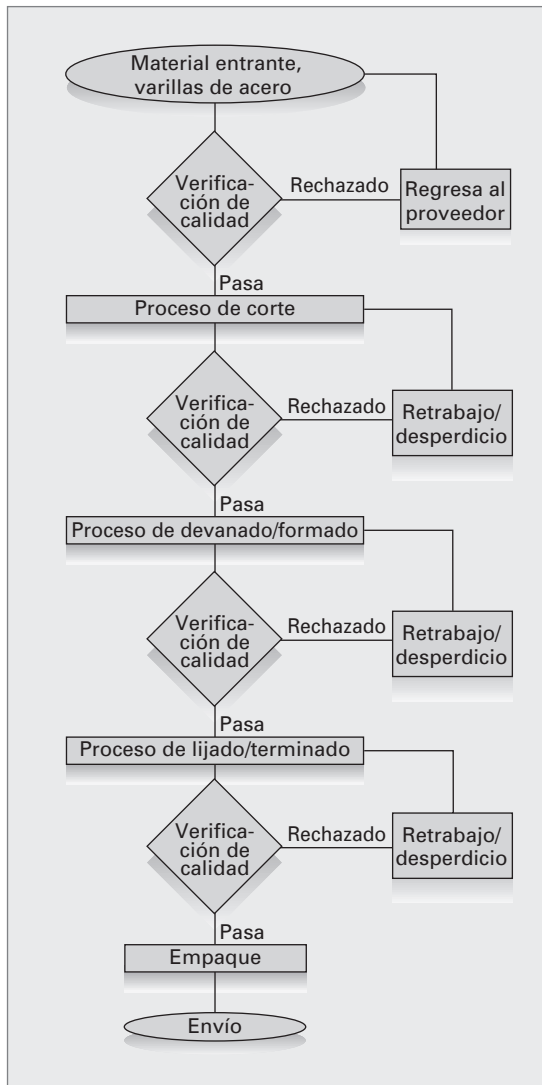 Material entrante,
varillas de acero
Verifica-
ción de
calidad
Rechazado
Regresa al
proveedor
Pasa
Proceso de corte
Verifica-
ción de
calidad
Rechazado
Retrabajo/
desperdicio
Pasa
Proceso de devanado/formado
Verifica-
ción de
calidad
Rechazado
Retrabajo/
desperdicio
Pasa
Proceso de lijado/terminado
Verifica-
ción de
calidad
Rechazado
Retrabajo/
desperdicio
Pasa
Empaque
Envío